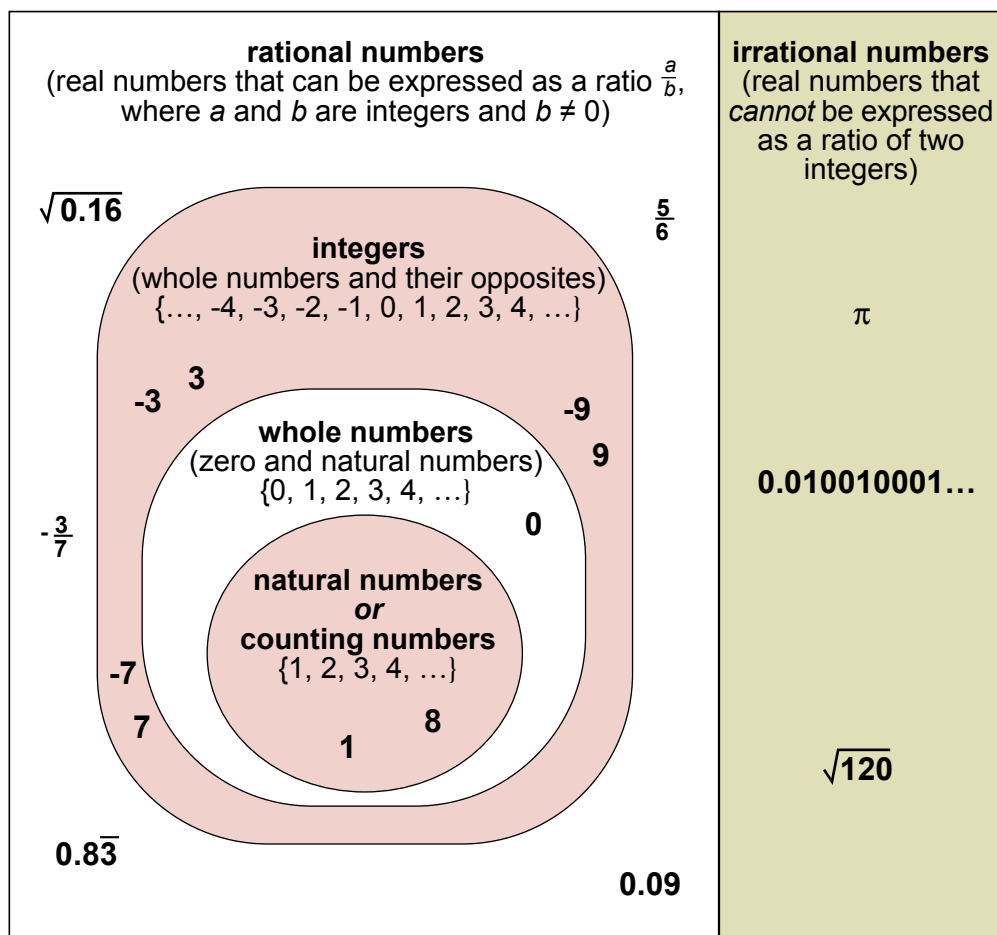 rational numbers
(real numbers that can be expressed as a ratio a/b,
where a and b are integers and b ≠ 0)
irrational numbers
(real numbers that
cannot be expressed
as a ratio of two
integers)
√0.16
5/6
integers
(whole numbers and their opposites)
{…, -4, -3, -2, -1, 0, 1, 2, 3, 4, …}
π
3
-3
-9
9
whole numbers
(zero and natural numbers)
{0, 1, 2, 3, 4, …}
0.010010001…
0
-3/7
natural numbers
or
counting numbers
{1, 2, 3, 4, …}
-7
7
8
1
√120
0.83̅
0.09